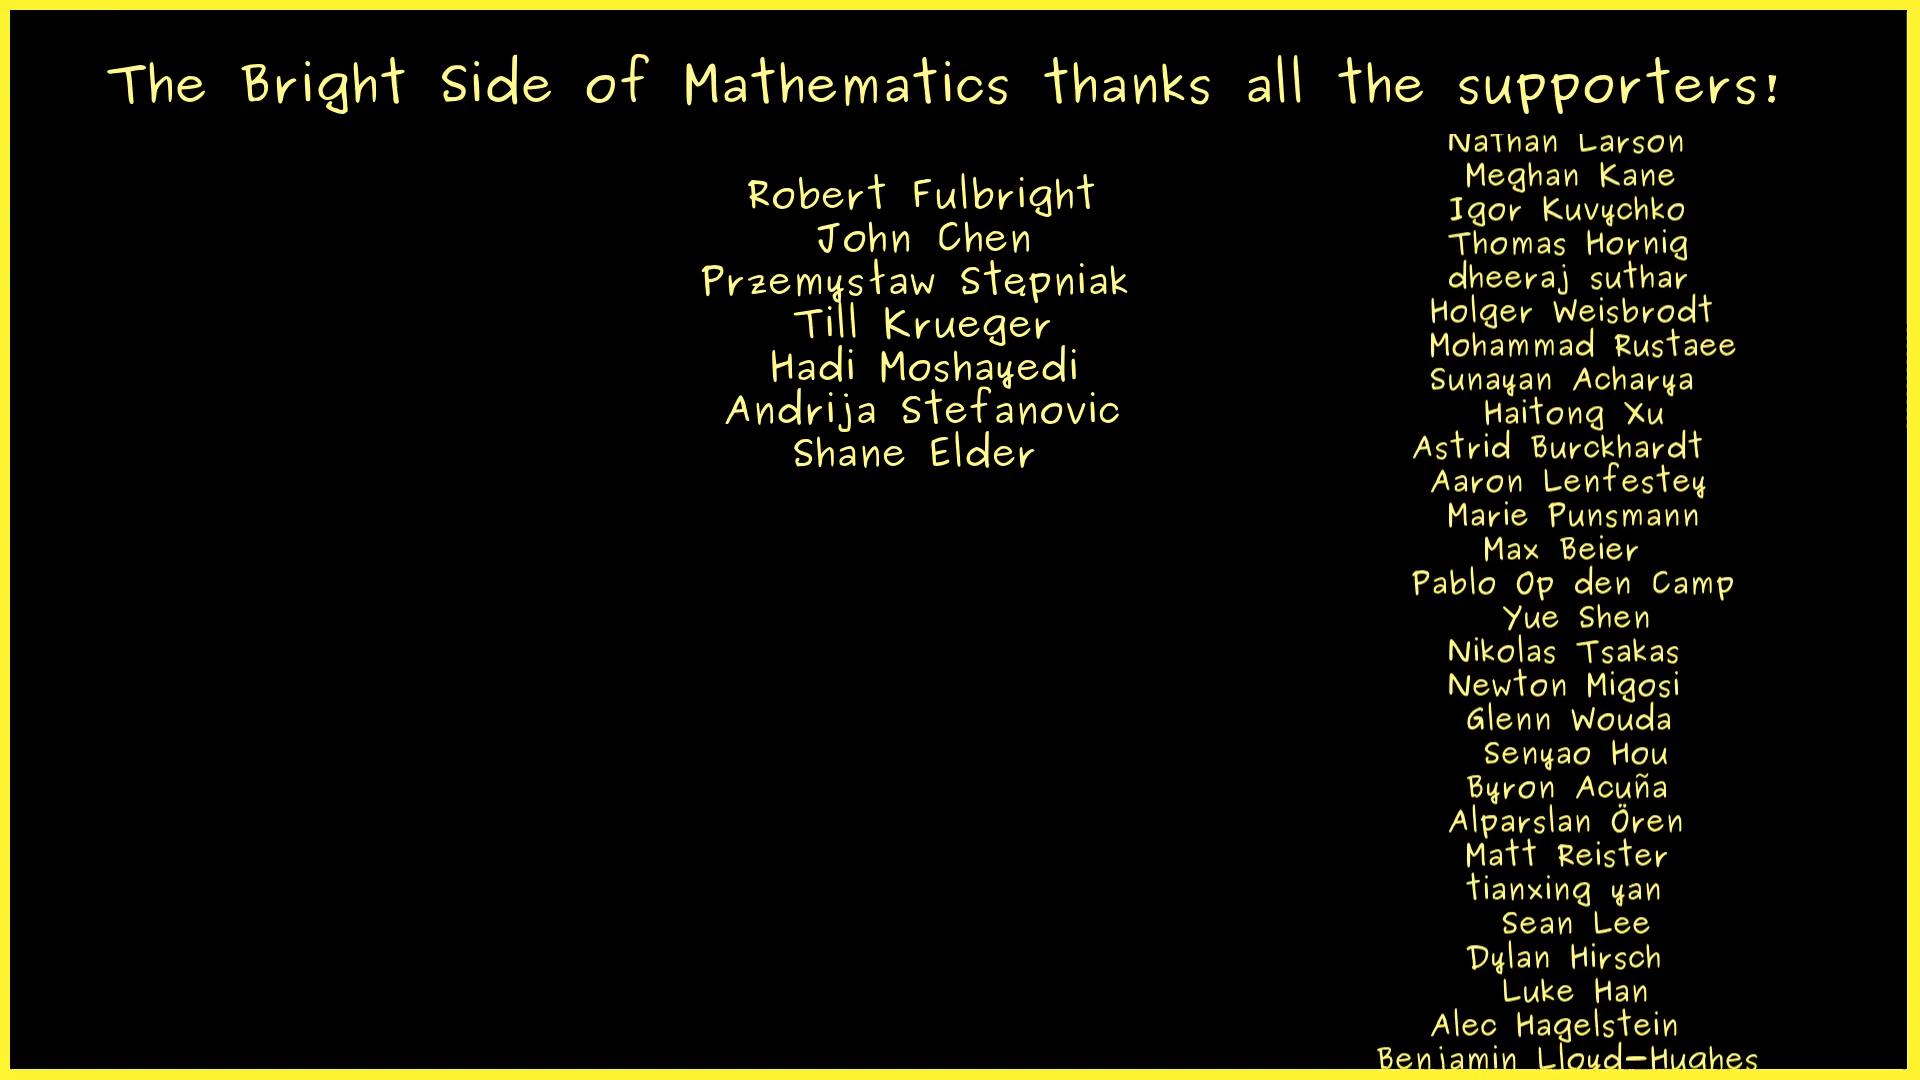 The Bright Side of Mathematics thanks all the supporters!
Robert Fulbright
John Chen
Przemysław Stępniak
Till Krueger
Hadi Moshayedi
Andrija Stefanovic
Shane Elder
Nathan Larson
Meghan Kane
Igor Kuvychko
Thomas Hornig
dheeraj suthar
Holger Weisbrodt
Mohammad Rustaee
Sunayan Acharya
Haitong Xu
Astrid Burckhardt
Aaron Lenfestey
Marie Punsmann
Max Beier
Pablo Op den Camp
Yue Shen
Nikolas Tsakas
Newton Migosi
Glenn Wouda
Senyao Hou
Byron Acuña
Alparslan Ören
Matt Reister
tianxing yan
Sean Lee
Dylan Hirsch
Luke Han
Alec Hagelstein
Benjamin Lloyd-Hughes